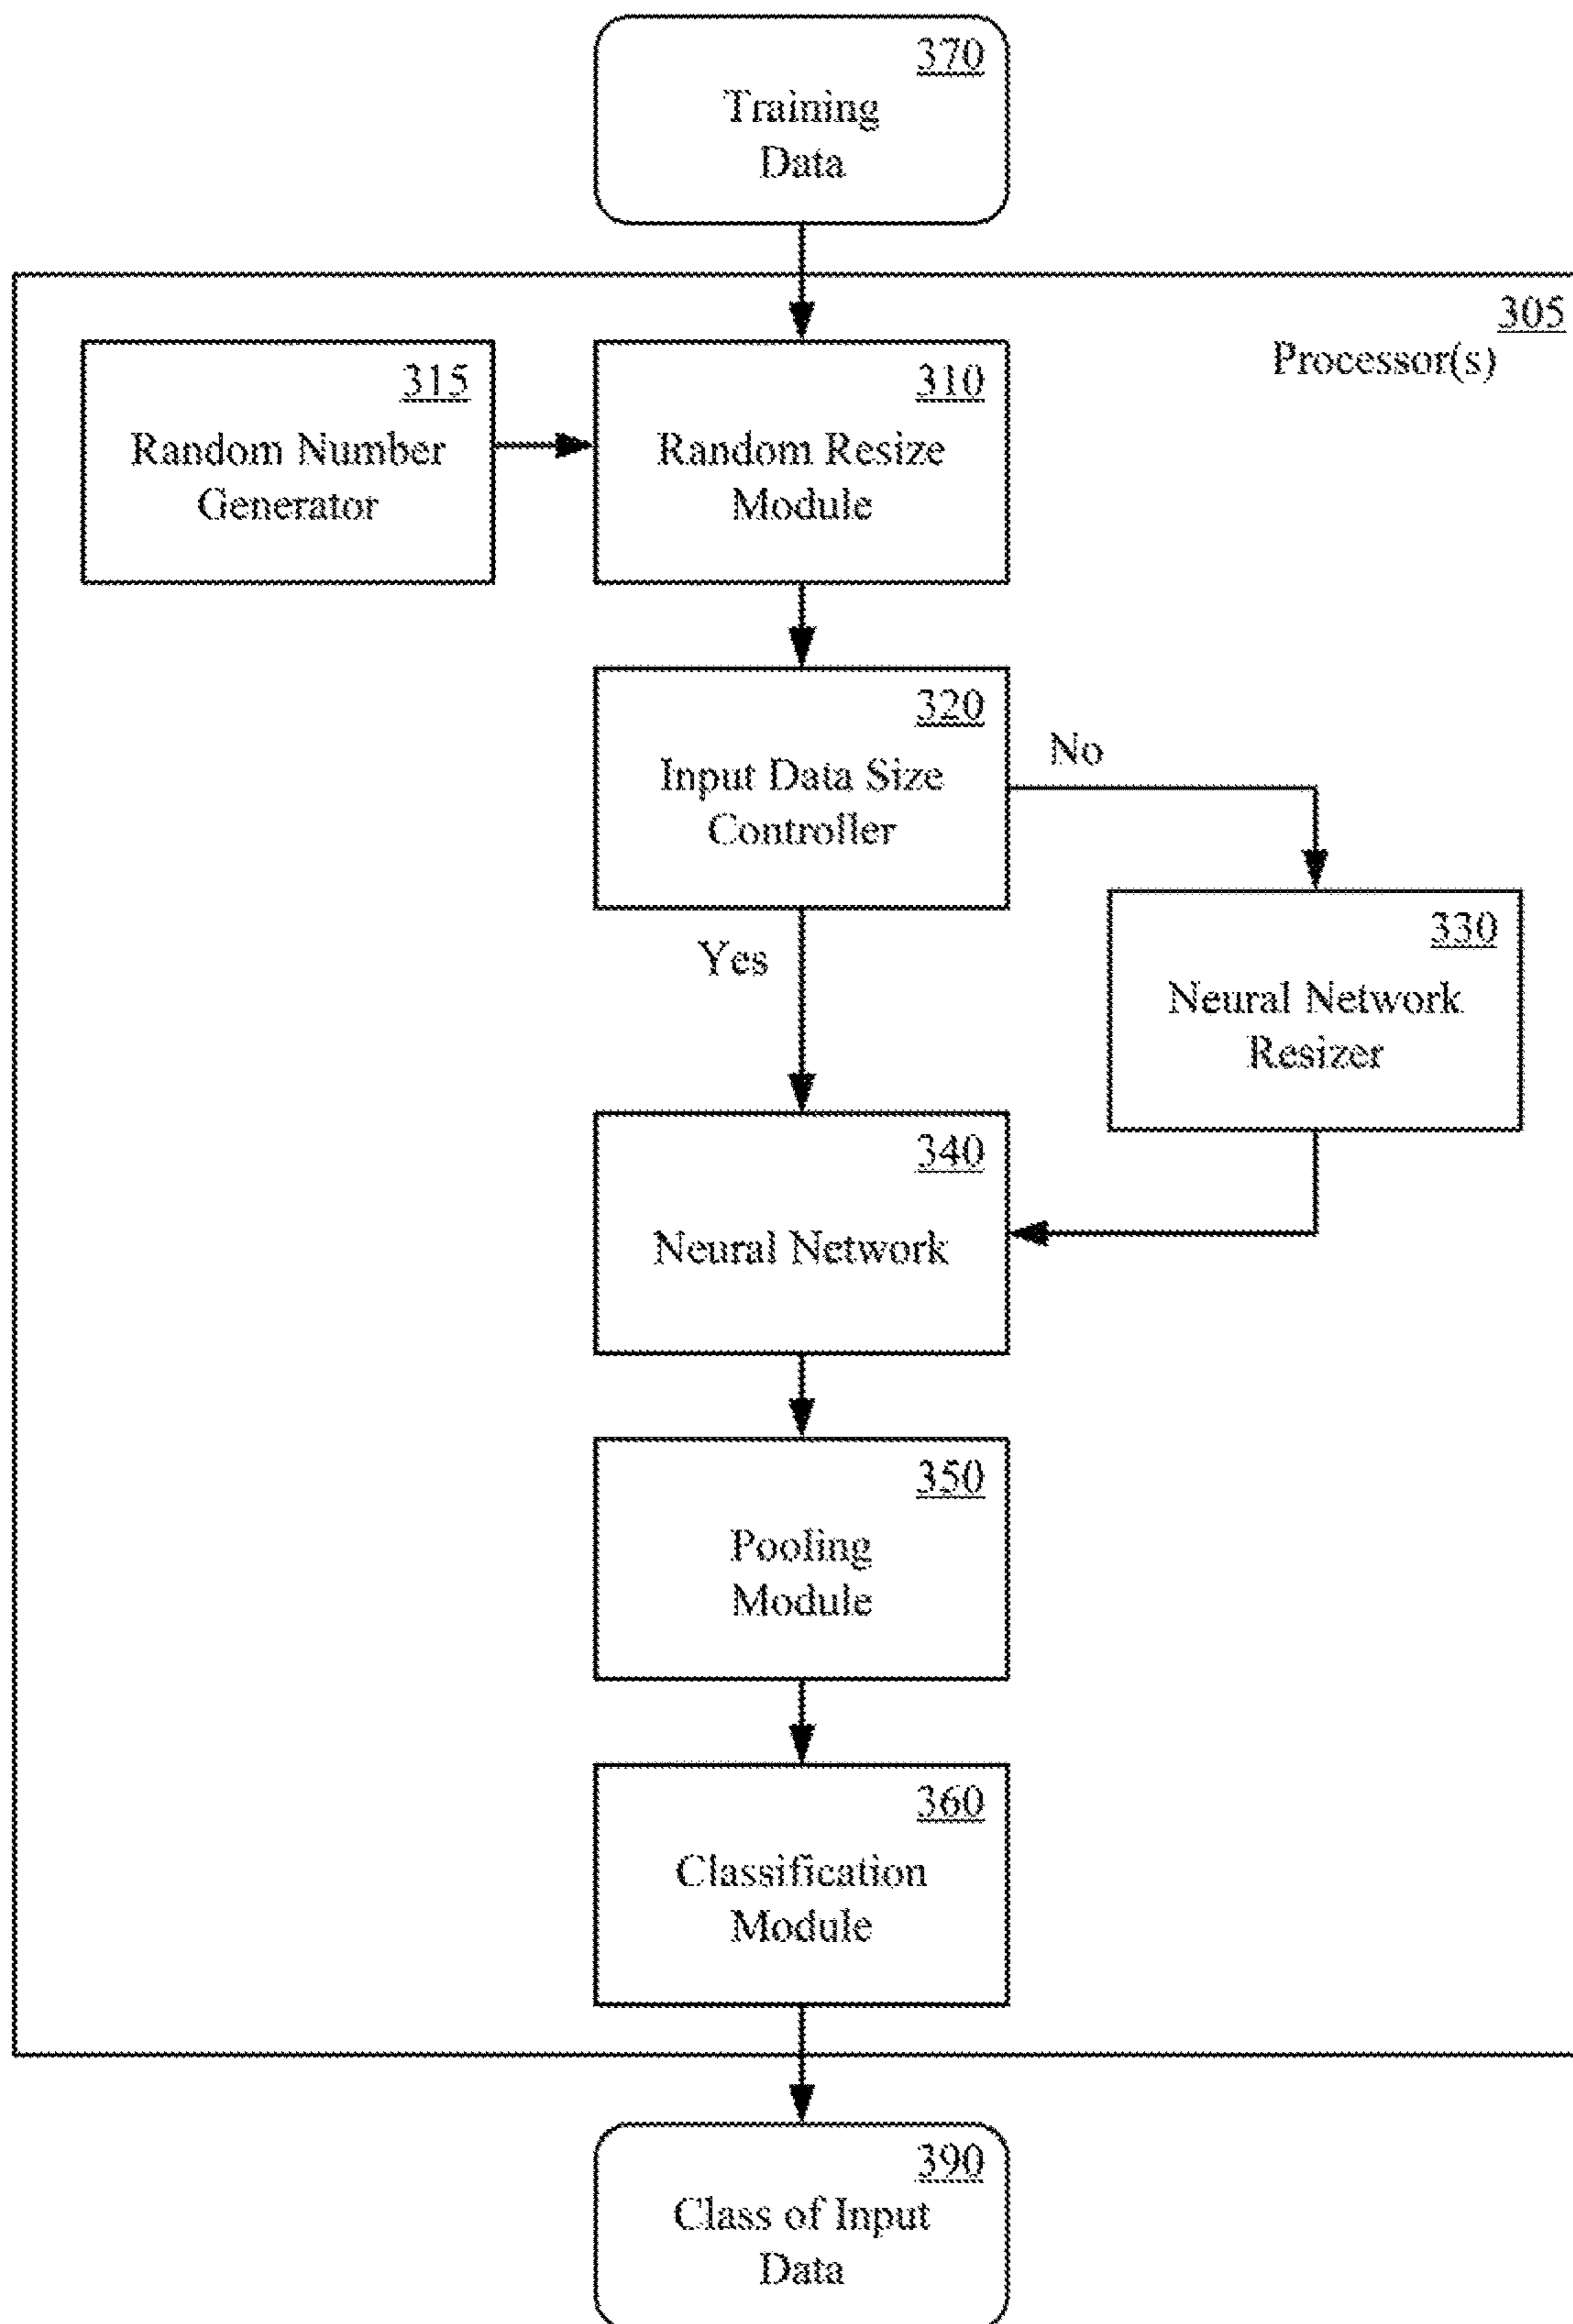 370
Training
Data
305
Processor(s)
315
Random Number
Generator
310
Random Resize
Module
320
Input Data Size
Controller
No
Yes
330
Neural Network
Resizer
340
Neural Network
350
Pooling
Module
360
Classification
Module
390
Class of Input
Data